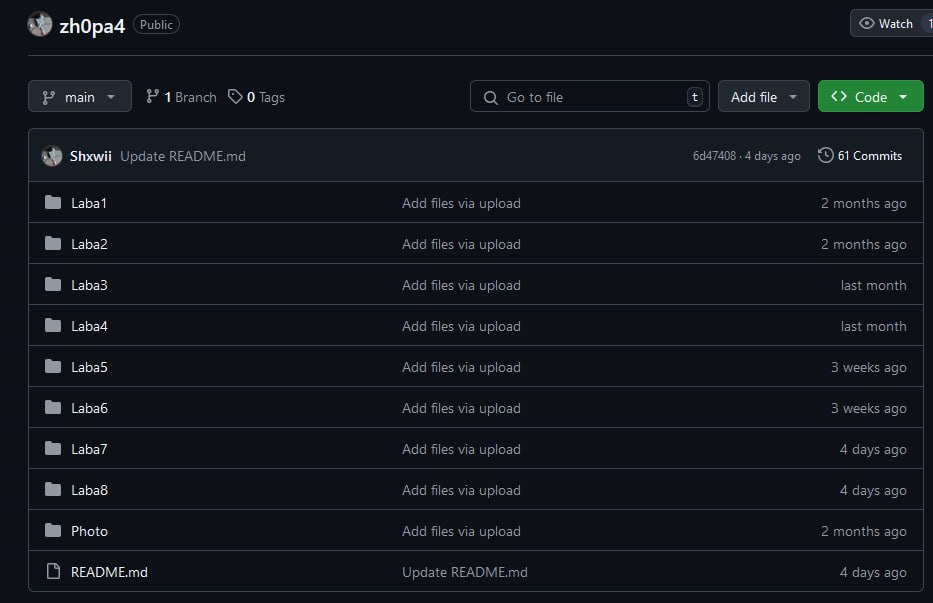 zh0pa4 Public Watch 1
main 1 Branch 0 Tags Go to file t Add file Code
Shxwii Update README.md 6d47408 · 4 days ago 61 Commits
Laba1 Add files via upload 2 months ago
Laba2 Add files via upload 2 months ago
Laba3 Add files via upload last month
Laba4 Add files via upload last month
Laba5 Add files via upload 3 weeks ago
Laba6 Add files via upload 3 weeks ago
Laba7 Add files via upload 4 days ago
Laba8 Add files via upload 4 days ago
Photo Add files via upload 2 months ago
README.md Update README.md 4 days ago